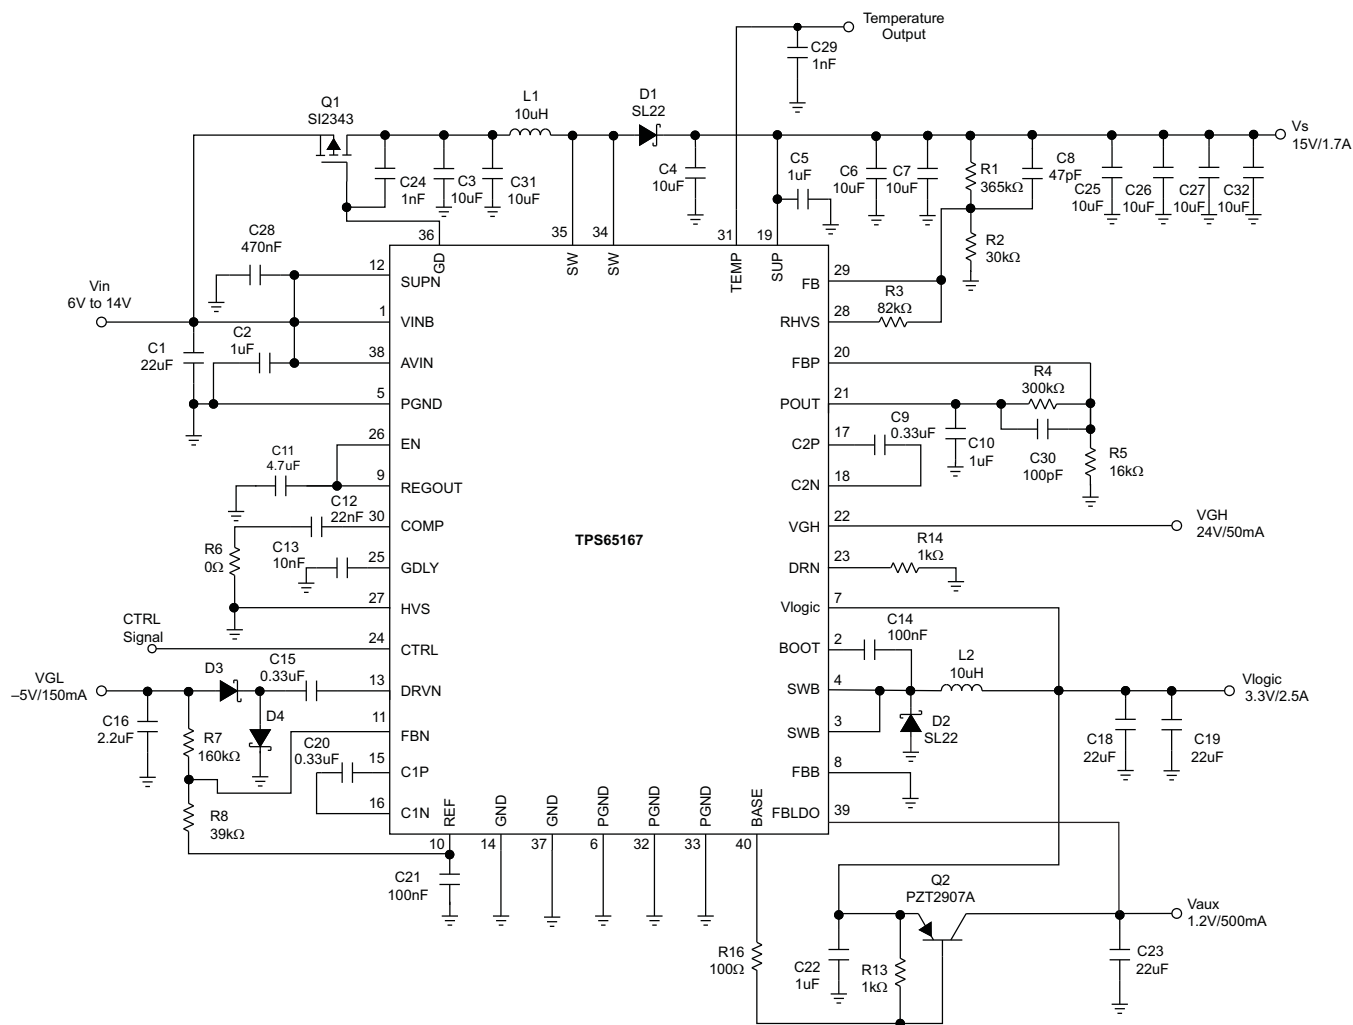 Temperature
Output
C29
1nF
Q1
SI2343
L1
10uH
D1
SL22
Vs
15V/1.7A
C24
1nF
C3
10uF
C31
10uF
C4
10uF
C5
1uF
C6
10uF
C7
10uF
R1
365kΩ
C8
47pF
C25
10uF
C26
10uF
C27
10uF
C32
10uF
R2
30kΩ
C28
470nF
36
35
34
31
19
GD
SW
SW
TEMP
SUP
Vin
6V to 14V
12
SUPN
1
VINB
C1
22uF
C2
1uF
38
AVIN
5
PGND
26
EN
C11
4.7uF
9
REGOUT
C12
22nF
30
COMP
R6
0Ω
C13
10nF
25
GDLY
27
HVS
CTRL
Signal
24
CTRL
VGL
–5V/150mA
D3
C15
0.33uF
13
DRVN
C16
2.2uF
R7
160kΩ
D4
11
FBN
C20
0.33uF
15
C1P
16
C1N
R8
39kΩ
TPS65167
29
FB
R3
82kΩ
28
RHVS
20
FBP
R4
300kΩ
21
POUT
C9
0.33uF
17
C2P
C10
1uF
C30
100pF
R5
16kΩ
18
C2N
22
VGH
VGH
24V/50mA
23
DRN
R14
1kΩ
7
Vlogic
C14
100nF
2
BOOT
L2
10uH
4
SWB
Vlogic
3.3V/2.5A
3
SWB
D2
SL22
C18
22uF
C19
22uF
8
FBB
39
FBLDO
REF
GND
GND
PGND
PGND
PGND
BASE
10
14
37
6
32
33
40
C21
100nF
Q2
PZT2907A
Vaux
1.2V/500mA
R16
100Ω
C22
1uF
R13
1kΩ
C23
22uF